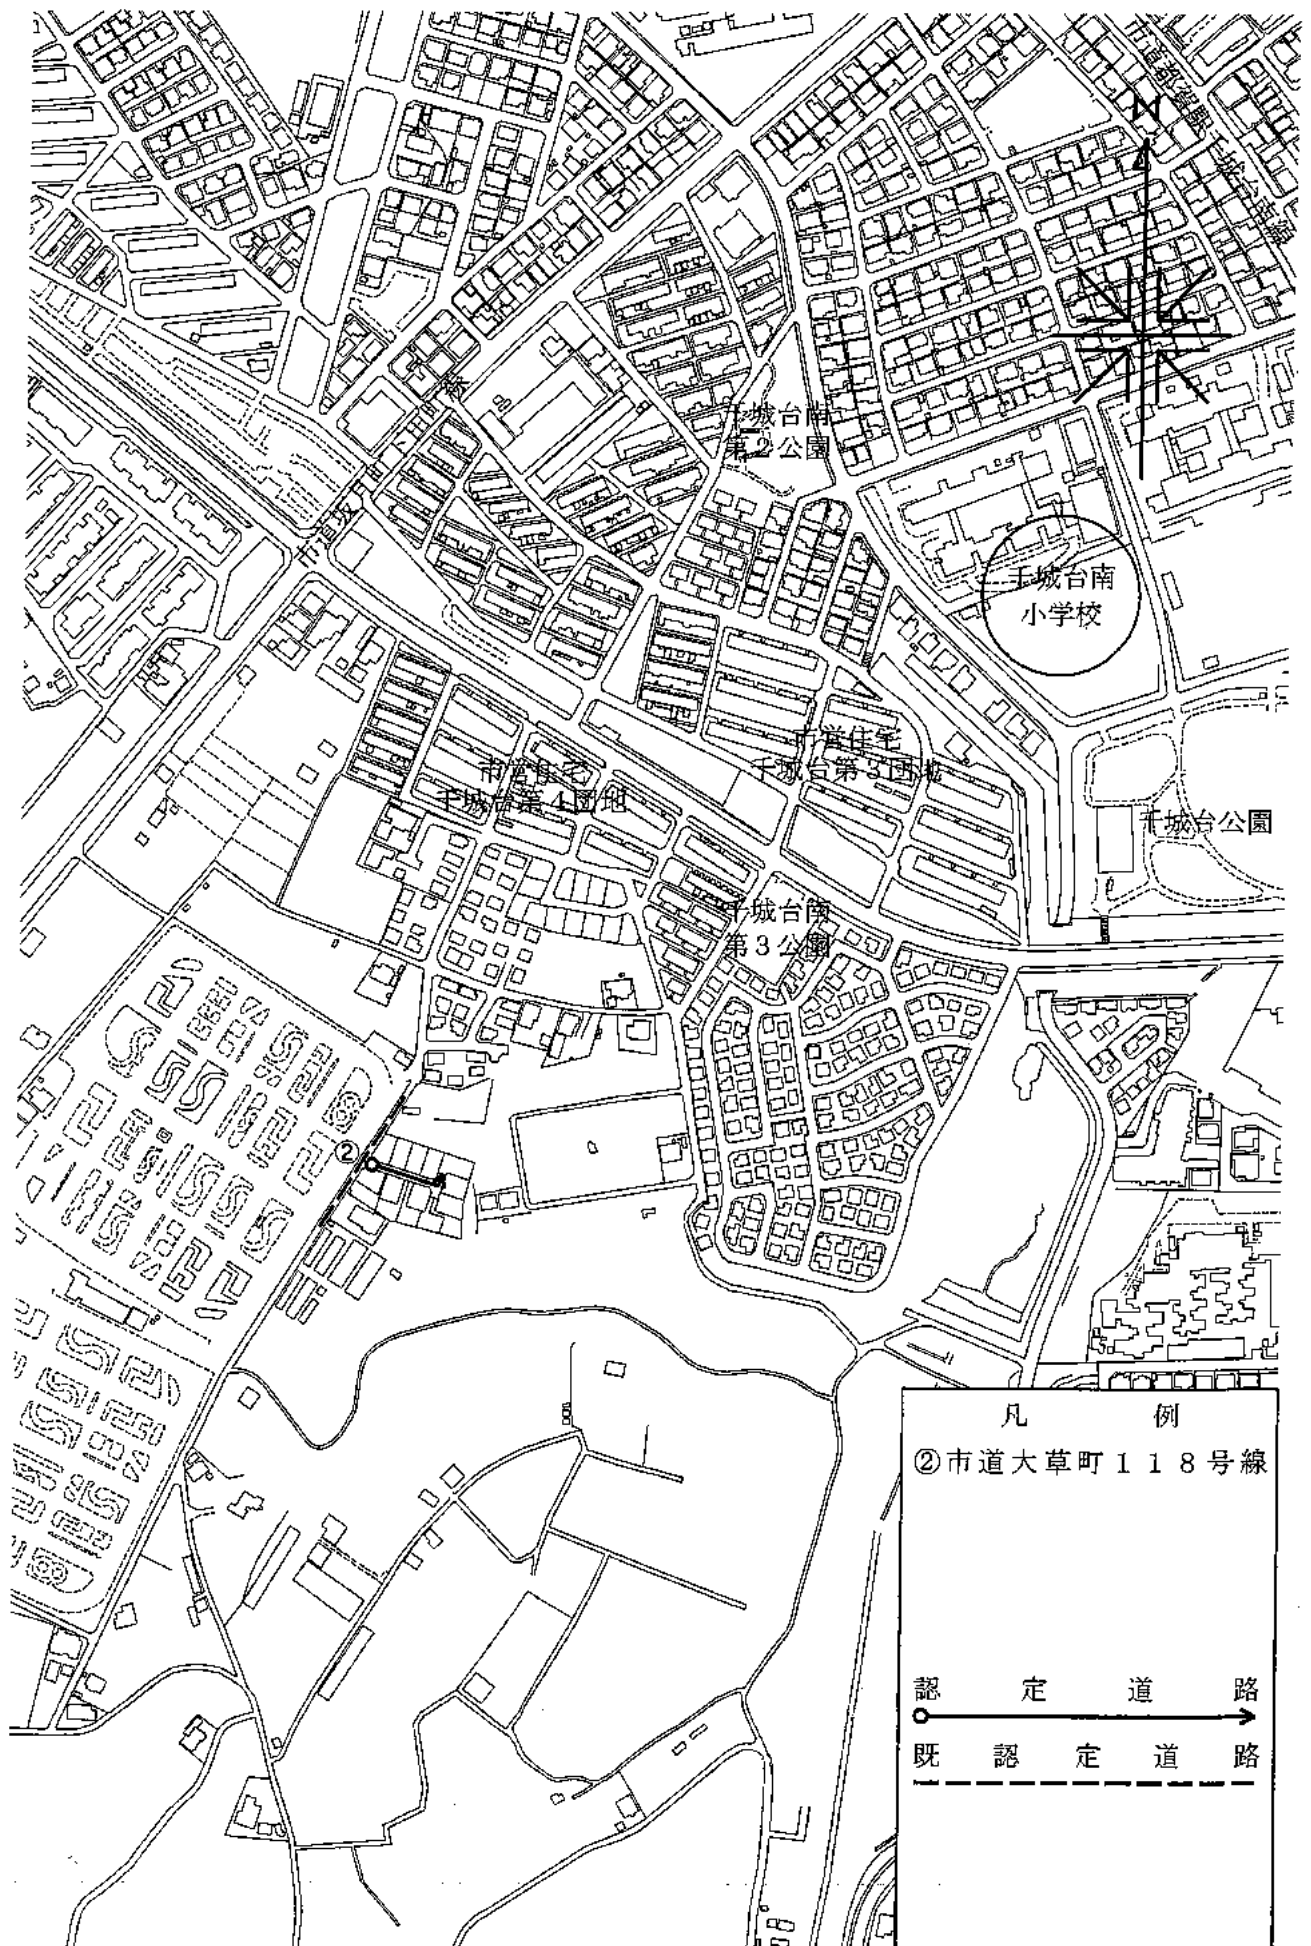 N
千城台南
第2公園
千城台南
小学校
市営住宅
千城台第3団地
市営住宅
千城台第4団地
千城台公園
千城台南
第3公園
②
凡例
②市道大草町118号線
認定道路
既認定道路